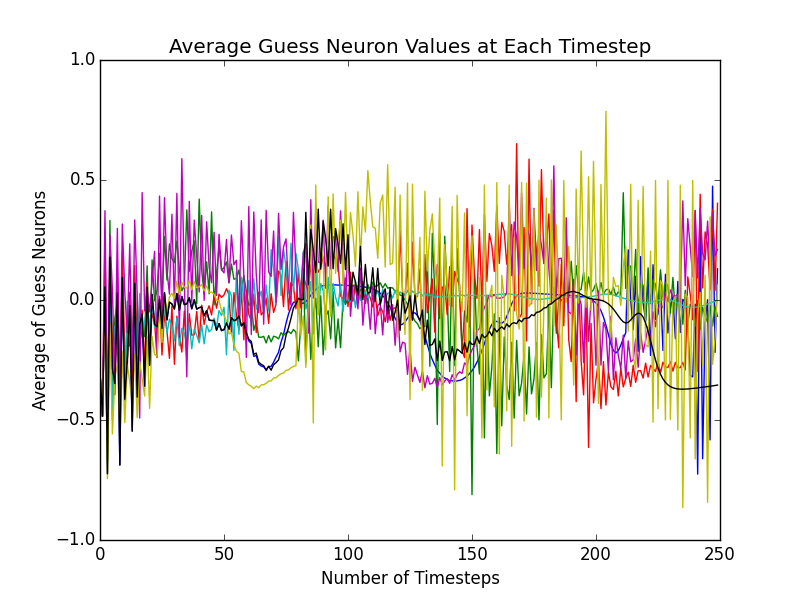 Average Guess Neuron Values at Each Timestep
1.0
0.5
0.0
−0.5
−1.0
Average of Guess Neurons
0 50 100 150 200 250
Number of Timesteps